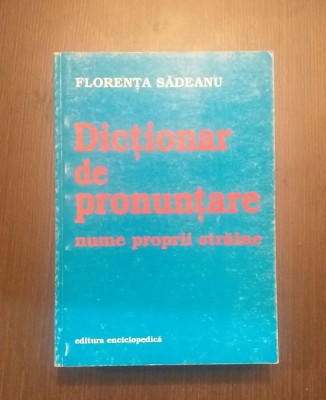 FLORENȚA SĂDEANU
Dicționar
de
pronunțare
nume proprii străine
editura enciclopedică